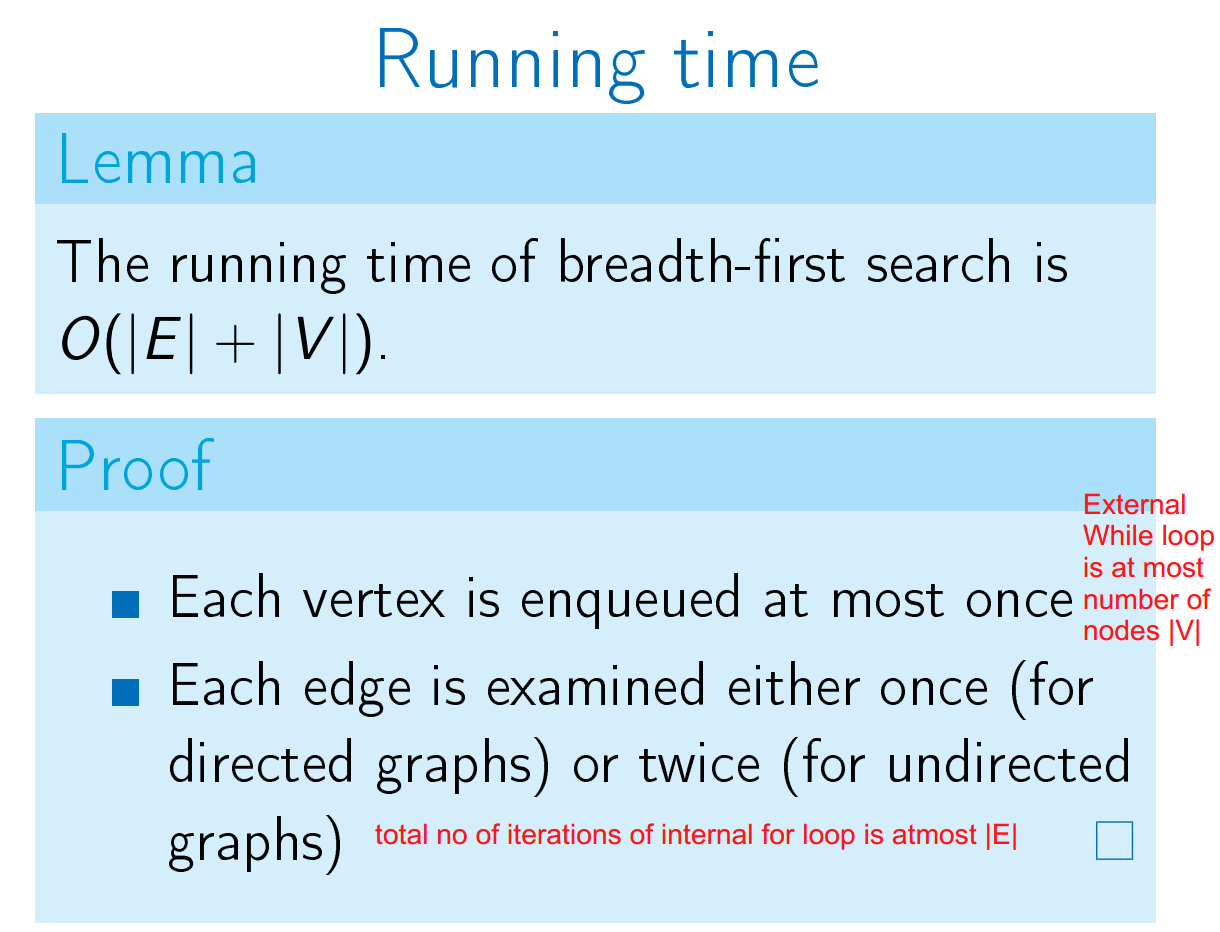 Running time
Lemma
The running time of breadth-first search is
O(|E| + |V|).
Proof
External
While loop
is at most
number of
nodes |V|
Each vertex is enqueued at most once
Each edge is examined either once (for
directed graphs) or twice (for undirected
graphs)
total no of iterations of internal for loop is atmost |E|